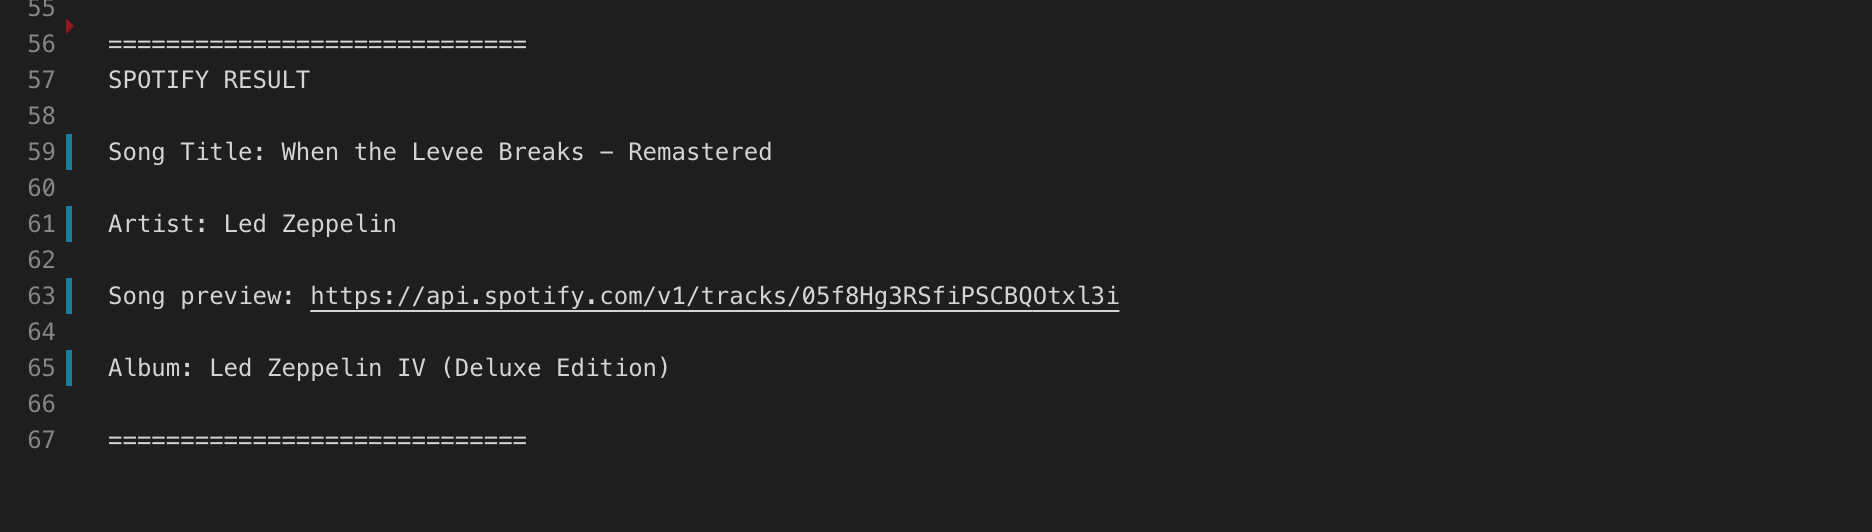 55
56 =============================
57 SPOTIFY RESULT
58
59 Song Title: When the Levee Breaks - Remastered
60
61 Artist: Led Zeppelin
62
63 Song preview: https://api.spotify.com/v1/tracks/05f8Hg3RSfiPSCBQOtxl3i
64
65 Album: Led Zeppelin IV (Deluxe Edition)
66
67 =============================